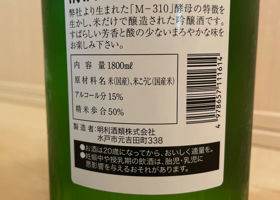 弊社より生まれた「M－310」酵母の特徴を
生かし、米だけで醸造された吟醸酒です。
すばらしい芳香と酸の少ないまろやかな味を
お楽しみ下さい。
内容量 1800㎖
原材料名 米(国産)、米こうじ(国産米)
アルコール分 15%
精米歩合 50%
製造者：明利酒類株式会社
水戸市元吉田町338
●お酒は20歳になってから、おいしく適量を。
●妊娠中や授乳期の飲酒は、胎児・乳児に
悪影響を与えるおそれがあります。
4 978657 111614